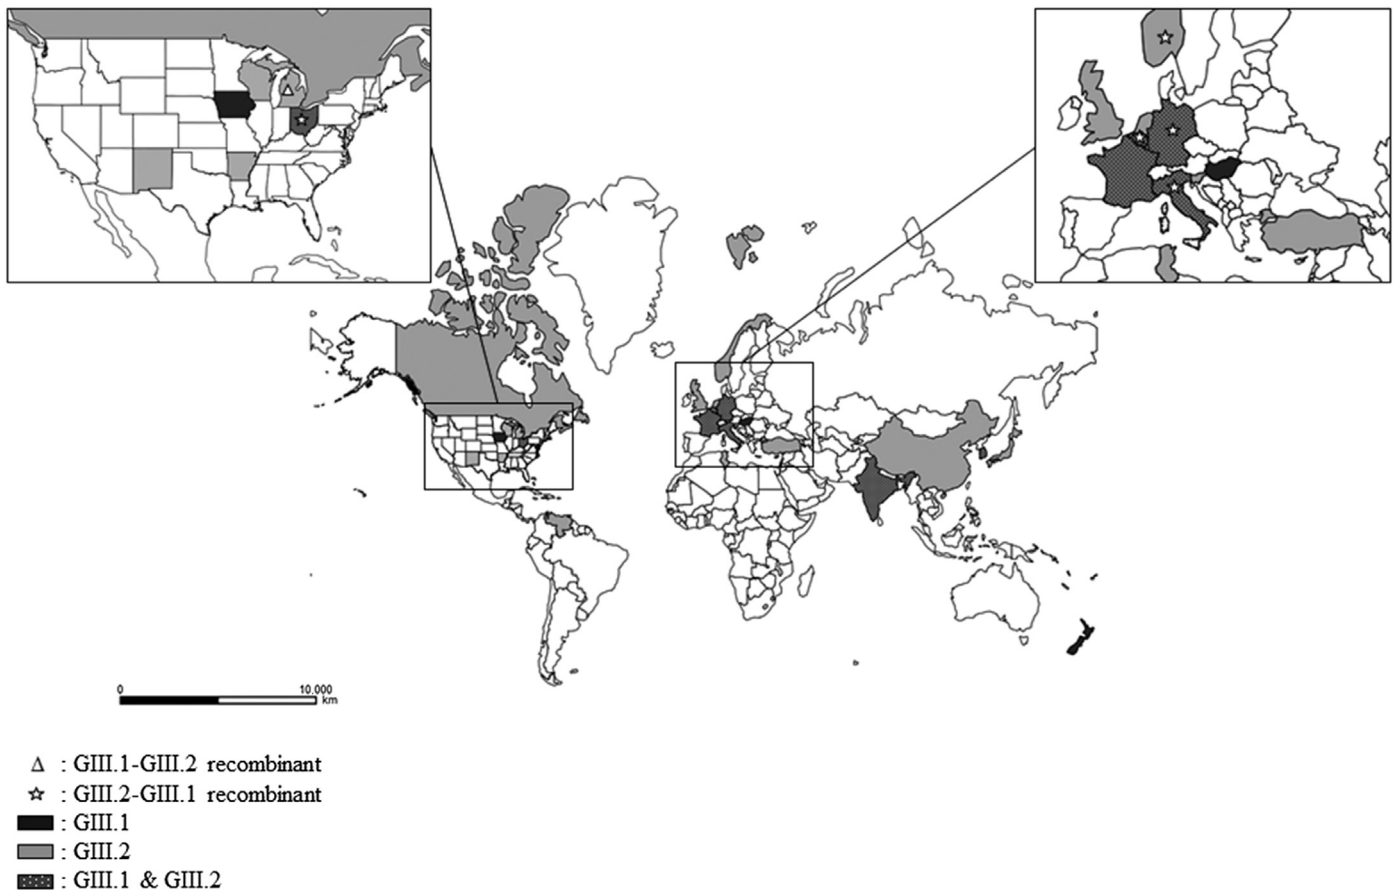 0 10,000
km
: GIII.1-GIII.2 recombinant
: GIII.2-GIII.1 recombinant
: GIII.1
: GIII.2
: GIII.1 & GIII.2